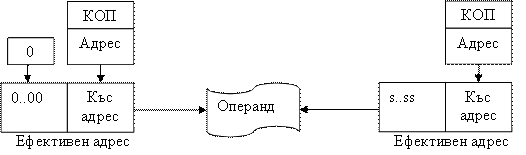 КОП
Адрес
0
0..00
Къс
адрес
Ефективен адрес
Операнд
КОП
Адрес
s..ss
Къс
адрес
Ефективен адрес